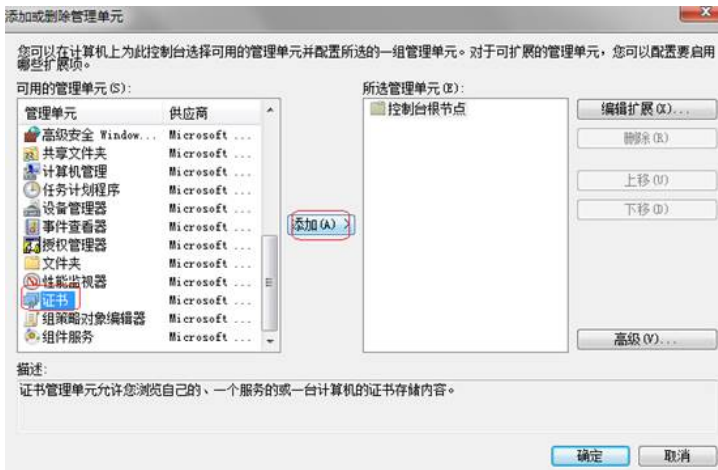 添加或删除管理单元
您可以在计算机上为此控制台选择可用的管理单元并配置所选的一组管理单元。对于可扩展的管理单元，您可以配置要启用
哪些扩展项。
可用的管理单元(S):
所选管理单元(E):
管理单元 供应商
高级安全 Window... Microsoft ...
共享文件夹 Microsoft ...
计算机管理 Microsoft ...
任务计划程序 Microsoft ...
设备管理器 Microsoft ...
事件查看器 Microsoft ...
授权管理器 Microsoft ...
文件夹 Microsoft ...
性能监视器 Microsoft ...
证书 Microsoft ...
组策略对象编辑器 Microsoft ...
组件服务 Microsoft ...
添加(A) >
控制台根节点
编辑扩展(X)...
删除(R)
上移(U)
下移(D)
高级(V)...
描述:
证书管理单元允许您浏览自己的、一个服务的或一台计算机的证书存储内容。
确定 取消